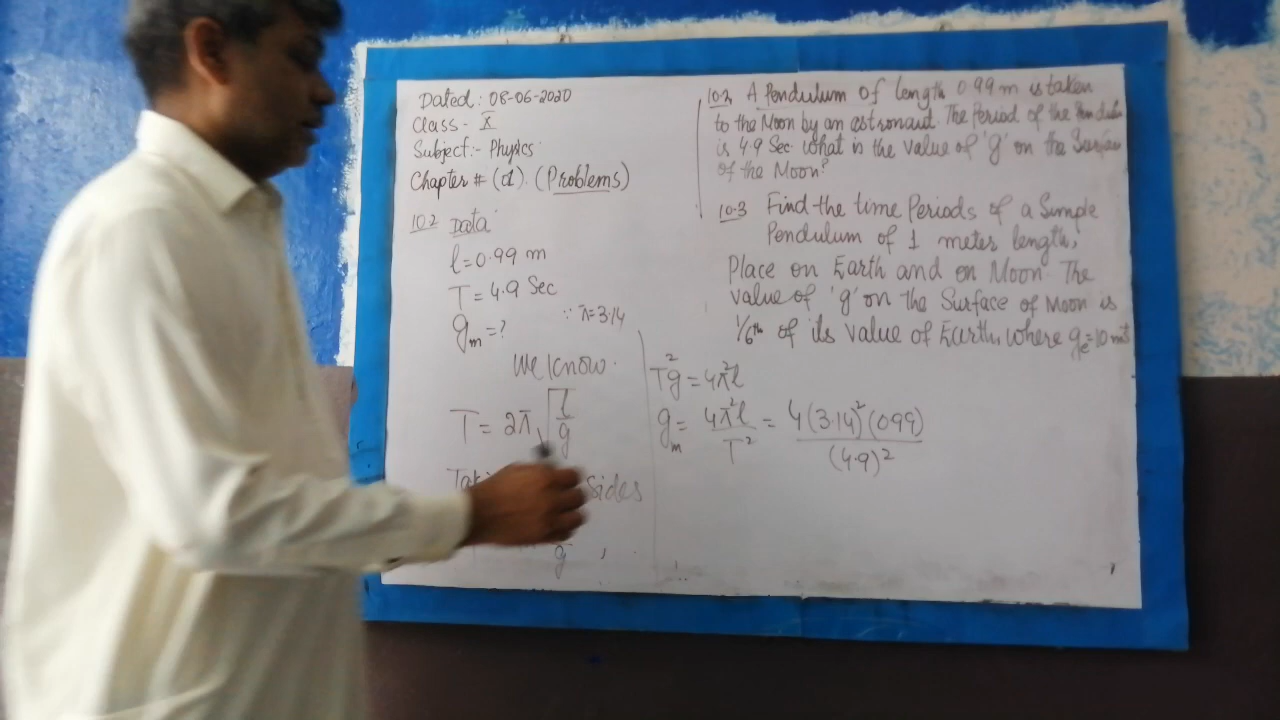 Dated: 08-06-2020
Class - X
Subject:- Physics
Chapter # (01). (Problems)
10.2 Data
l=0.99 m
T = 4.9 Sec
gm=? ∵ π=3.14
We Know.
T = 2π√(l/g)
Sides
g
10.2 A Pendulum of length 0.99 m is taken
to the Moon by an astronaut. The Period of the
is 4.9 Sec what is the value of 'g' on the
of the Moon?
10.3 Find the time Periods of a Simple
Pendulum of 1 meter length,
Place on Earth and on Moon. The
value of 'g' on the Surface of Moon is
1/6th of its value of Earth, where ge=10 ms
T²g = 4π²l
gm= 4π²l/T² = 4(3.14)²(0.99)/(4.9)²